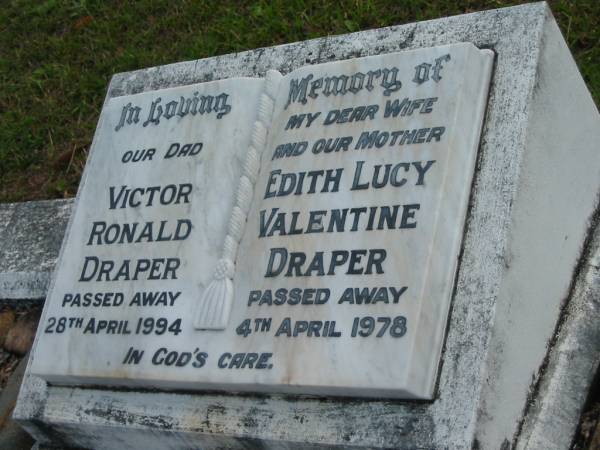 In Loving Memory of
OUR DAD
VICTOR
RONALD
DRAPER
PASSED AWAY
28TH APRIL 1994
MY DEAR WIFE
AND OUR MOTHER
EDITH LUCY
VALENTINE
DRAPER
PASSED AWAY
4TH APRIL 1978
IN GOD'S CARE.